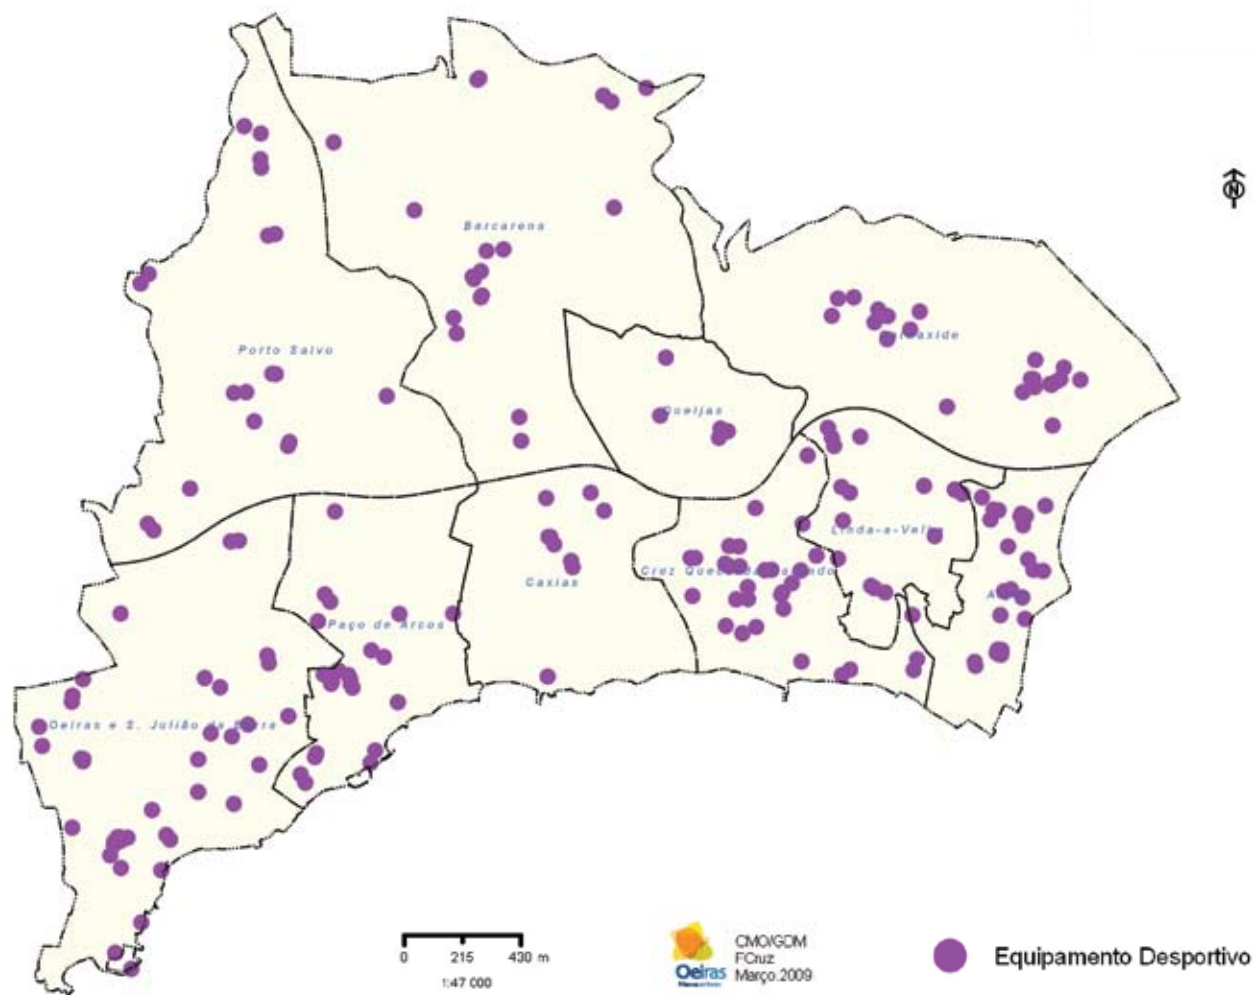 N
Barcarena
Porto Salvo
Queijas
Linda-a-Velha
Caxias
Paço de Arcos
Oeiras e S. Julião da Barra
0 215 430 m
1:47 000
Oeiras
CMO/GDM
FCruz
Março.2009
Equipamento Desportivo